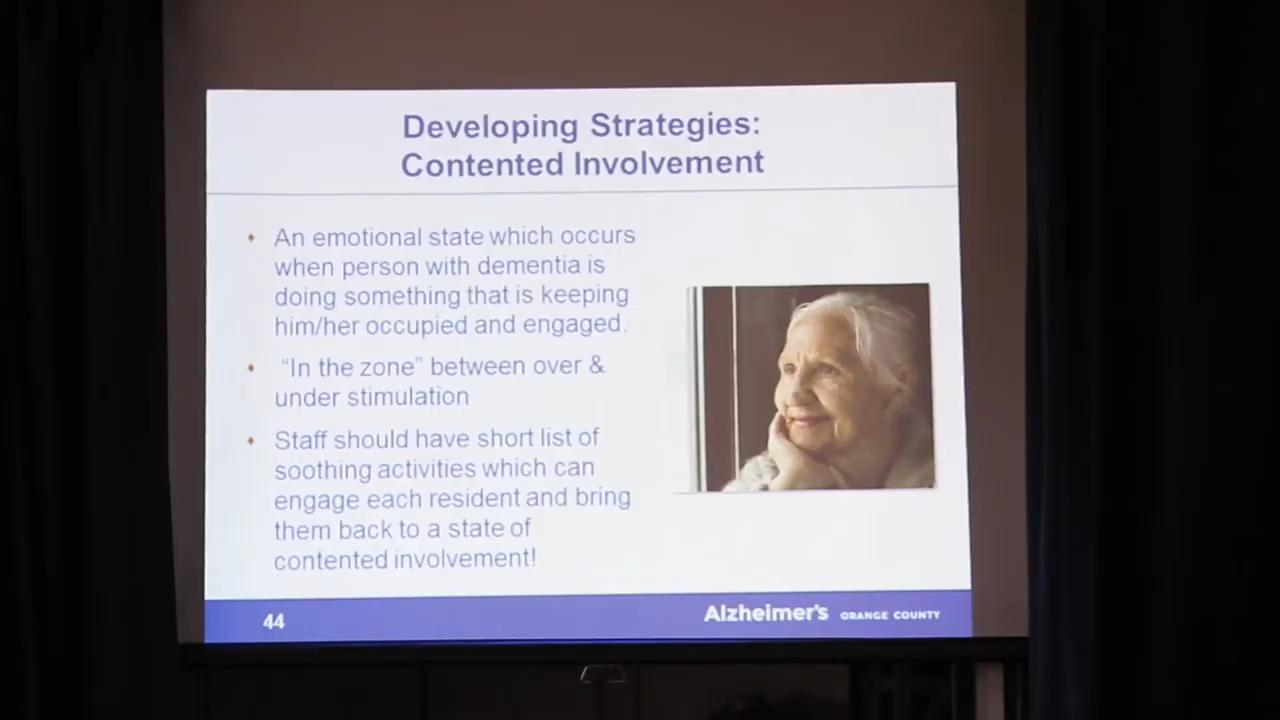 Developing Strategies:
Contented Involvement
An emotional state which occurs
when person with dementia is
doing something that is keeping
him/her occupied and engaged.
“In the zone” between over &
under stimulation
Staff should have short list of
soothing activities which can
engage each resident and bring
them back to a state of
contented involvement!
44
Alzheimer's ORANGE COUNTY